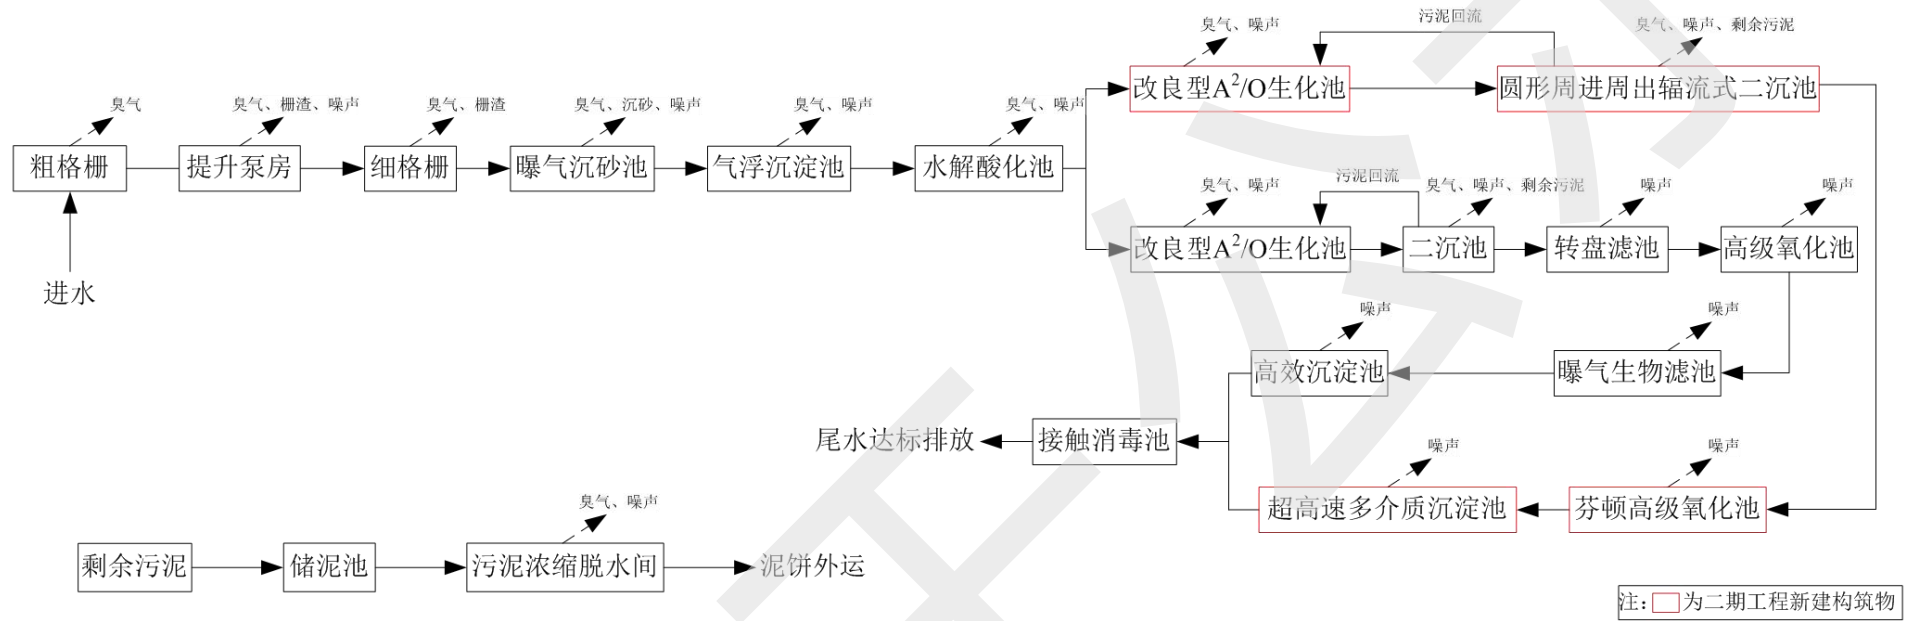 臭气、噪声
污泥回流
臭气、噪声、剩余污泥
改良型A²/O生化池
圆形周进周出辐流式二沉池
臭气
臭气、栅渣、噪声
臭气、栅渣
臭气、沉砂、噪声
臭气、噪声
臭气、噪声
粗格栅
提升泵房
细格栅
曝气沉砂池
气浮沉淀池
水解酸化池
臭气、噪声
污泥回流
臭气、噪声、剩余污泥
噪声
噪声
改良型A²/O生化池
二沉池
转盘滤池
高级氧化池
进水
噪声
噪声
高效沉淀池
曝气生物滤池
尾水达标排放
接触消毒池
噪声
噪声
超高速多介质沉淀池
芬顿高级氧化池
臭气、噪声
剩余污泥
储泥池
污泥浓缩脱水间
泥饼外运
注：为二期工程新建构筑物